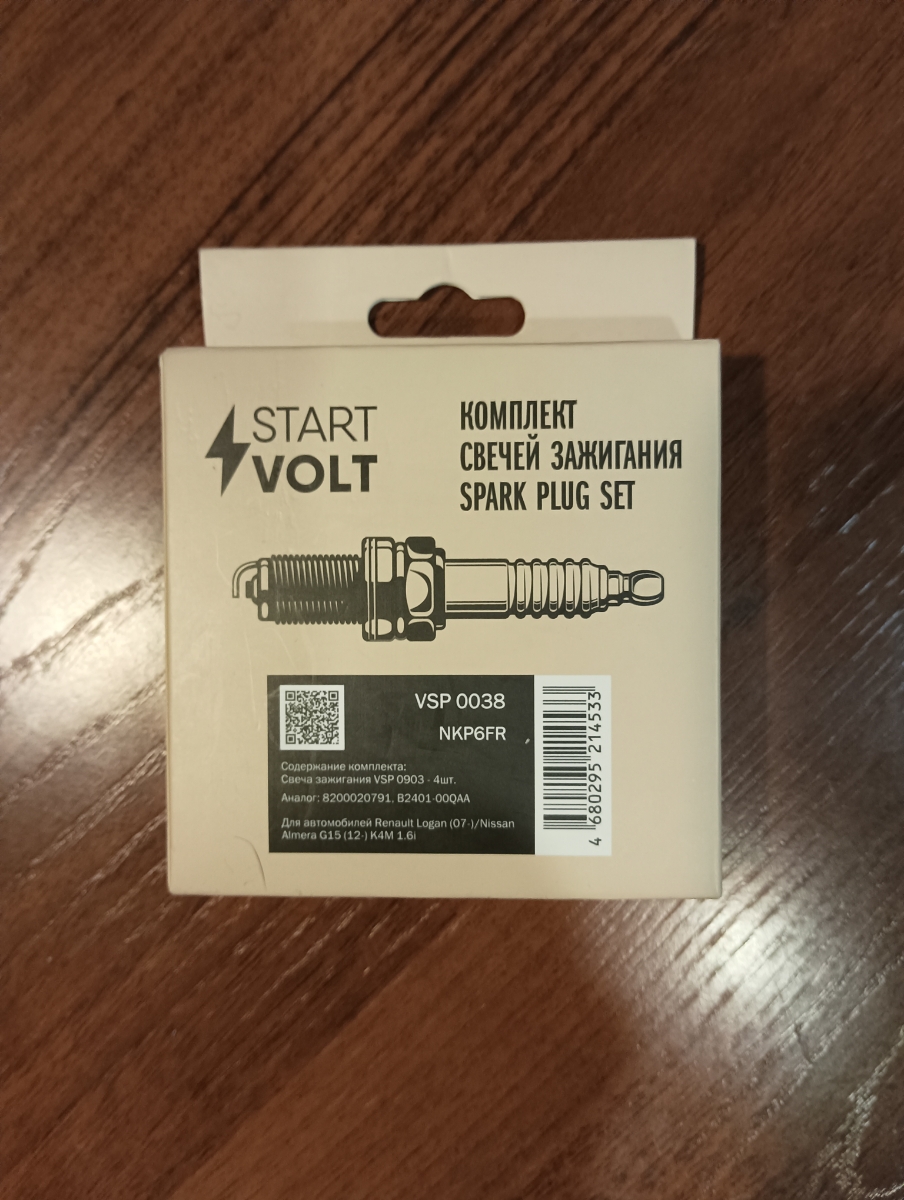 START
VOLT
КОМПЛЕКТ
СВЕЧЕЙ ЗАЖИГАНИЯ
SPARK PLUG SET
VSP 0038
NKP6FR
Содержание комплекта:
Свеча зажигания VSP 0903 - 4шт.
Аналог: 8200020791, B2401-00QAA
Для автомобилей Renault Logan (07-)/Nissan
Almera G15 (12-) K4M 1.6i
4 680295 214533